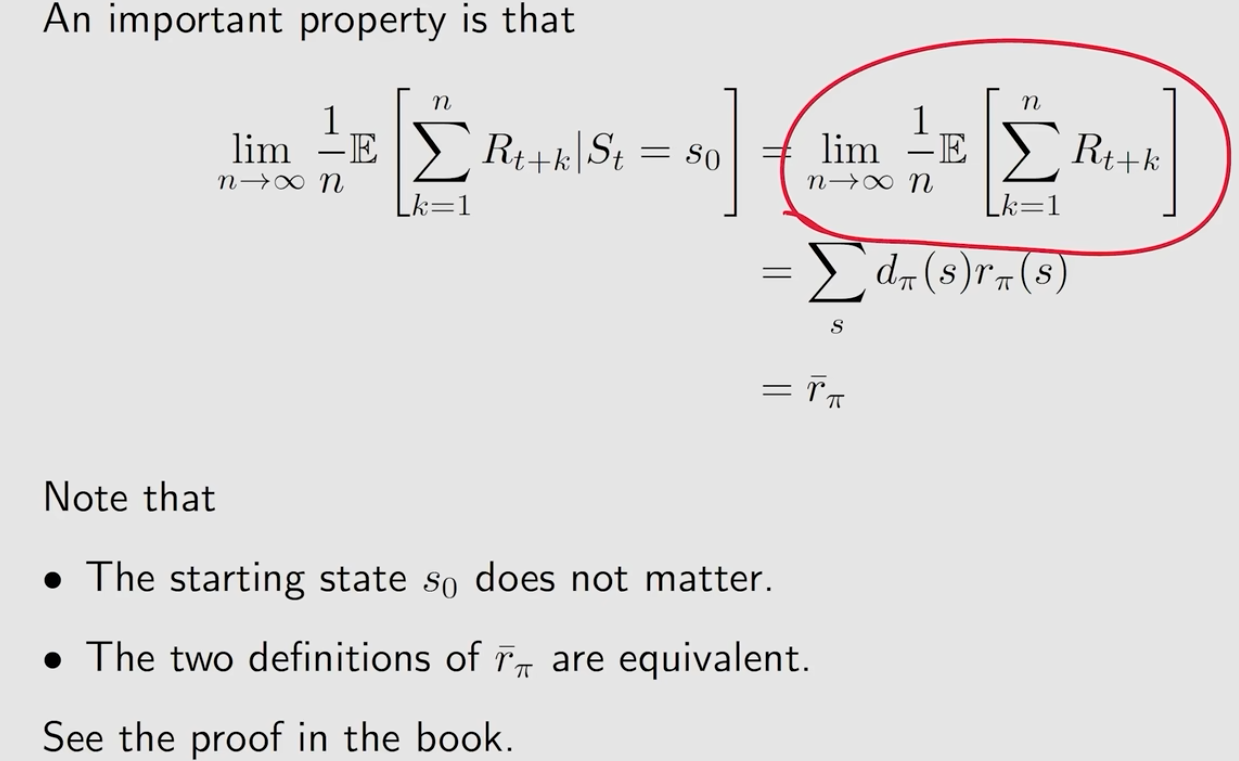 An important property is that
$\lim_{n\to\infty} \frac{1}{n}\mathbb{E}\left[\sum_{k=1}^{n} R_{t+k}|S_t = s_0\right] = \lim_{n\to\infty} \frac{1}{n}\mathbb{E}\left[\sum_{k=1}^{n} R_{t+k}\right]$
$= \sum_{s} d_\pi(s) r_\pi(s)$
$= \bar{r}_\pi$
Note that
• The starting state $s_0$ does not matter.
• The two definitions of $\bar{r}_\pi$ are equivalent.
See the proof in the book.